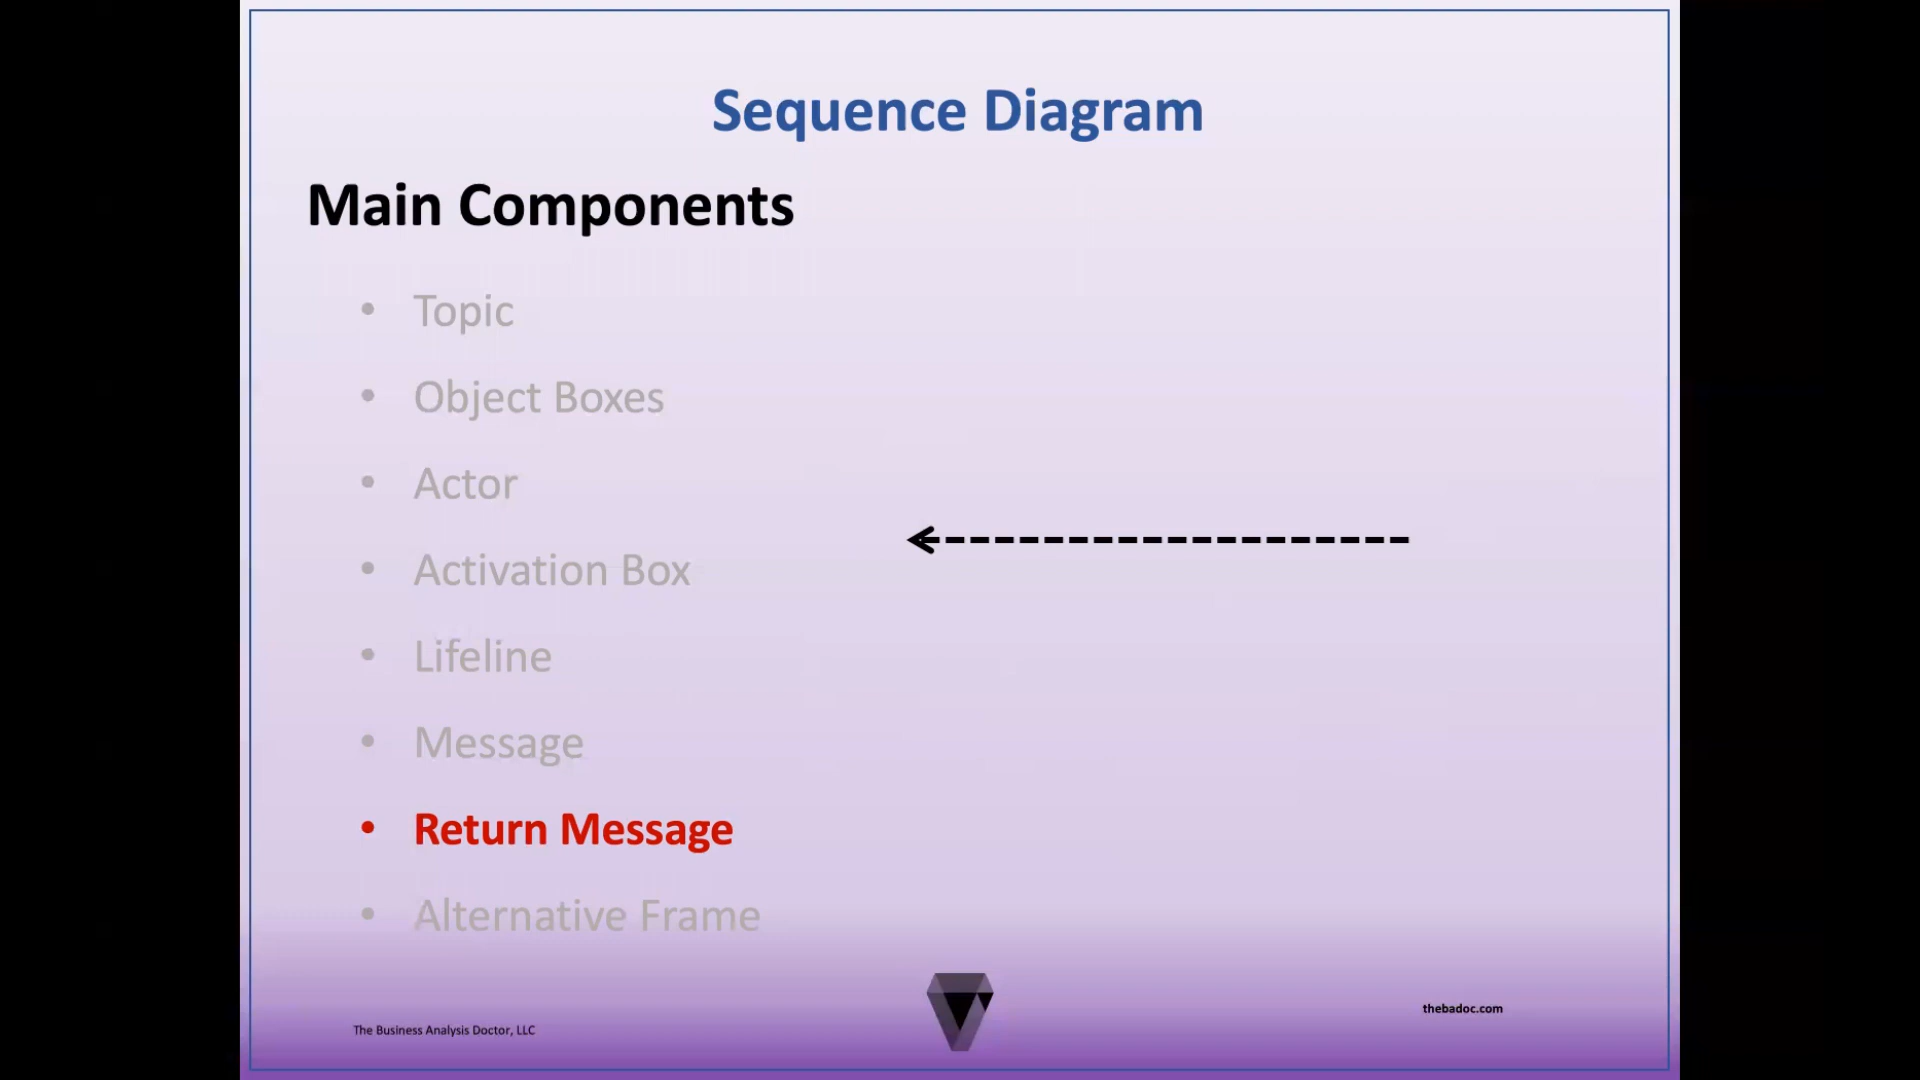 Sequence Diagram
Main Components
• Topic
• Object Boxes
• Actor
• Activation Box
• Lifeline
• Message
• Return Message
• Alternative Frame
thebadoc.com
The Business Analysis Doctor, LLC